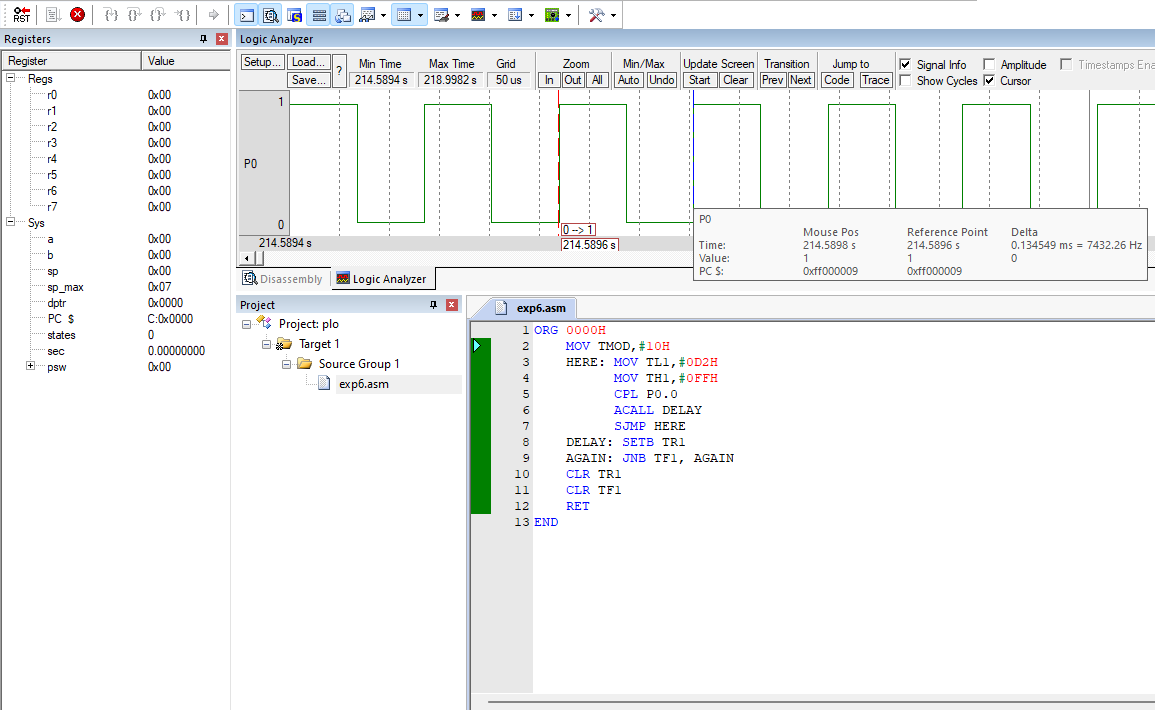 RST
Registers
Register Value
Regs
r0 0x00
r1 0x00
r2 0x00
r3 0x00
r4 0x00
r5 0x00
r6 0x00
r7 0x00
Sys
a 0x00
b 0x00
sp 0x00
sp_max 0x07
dptr 0x0000
PC $ C:0x0000
states 0
sec 0.00000000
psw 0x00
Logic Analyzer
Setup... Load... ? Min Time Max Time Grid Zoom Min/Max Update Screen Transition Jump to Signal Info Amplitude Timestamps Ena
Save... 214.5894 s 218.9982 s 50 us In Out All Auto Undo Start Clear Prev Next Code Trace Show Cycles Cursor
1
P0
0
0 --> 1
214.5894 s 214.5896 s
P0
Mouse Pos Reference Point Delta
Time: 214.5898 s 214.5896 s 0.134549 ms = 7432.26 Hz
Value: 1 1 0
PC $: 0xff000009 0xff000009
Disassembly Logic Analyzer
Project
Project: plo
Target 1
Source Group 1
exp6.asm
exp6.asm
1 ORG 0000H
2 MOV TMOD,#10H
3 HERE: MOV TL1,#0D2H
4 MOV TH1,#0FFH
5 CPL P0.0
6 ACALL DELAY
7 SJMP HERE
8 DELAY: SETB TR1
9 AGAIN: JNB TF1, AGAIN
10 CLR TR1
11 CLR TF1
12 RET
13 END